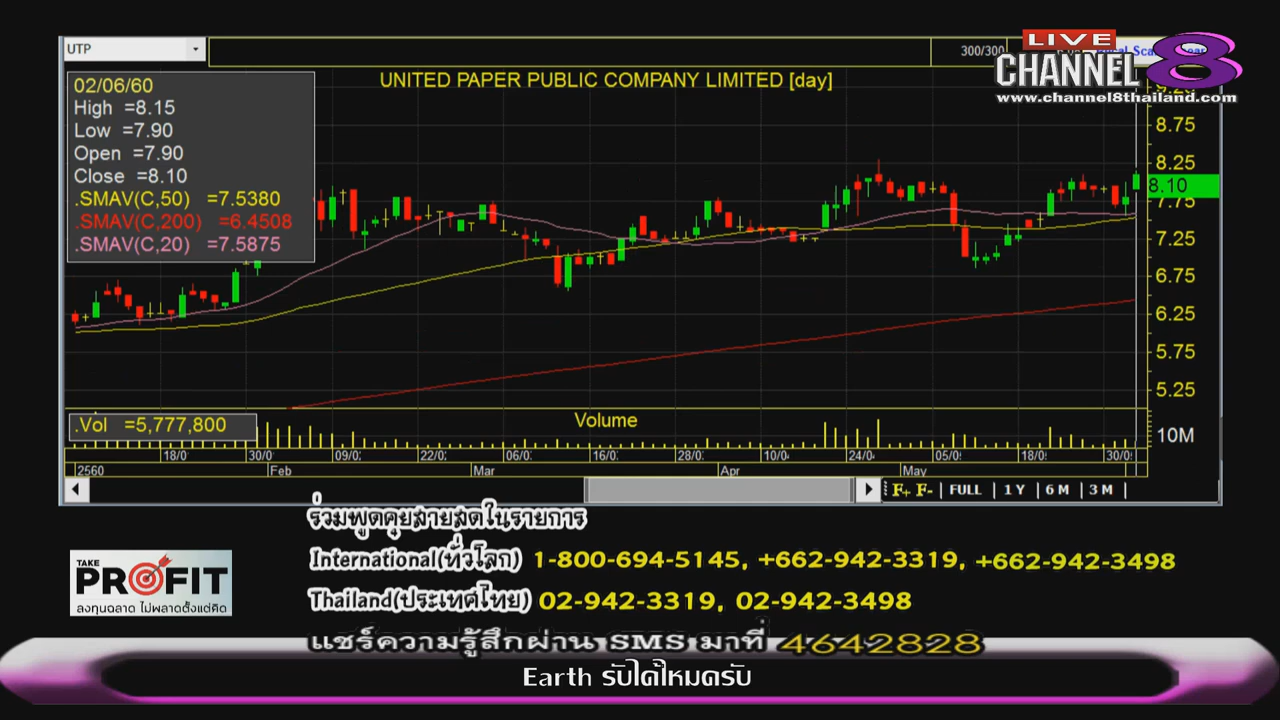 UTP
300/300
LIVE
CHANNEL 8
www.channel8thailand.com
UNITED PAPER PUBLIC COMPANY LIMITED [day]
02/06/60
High =8.15
Low =7.90
Open =7.90
Close =8.10
.SMAV(C,50) =7.5380
.SMAV(C,200) =6.4508
.SMAV(C,20) =7.5875
8.75
8.25
8.10
7.75
7.25
6.75
6.25
5.75
5.25
.Vol =5,777,800
Volume
10M
18/0 30/0 09/0 22/0 06/0 16/0 28/0 10/0 24/0 05/0 18/0 30/0
2560 Feb Mar Apr May
F+ F- FULL 1 Y 6 M 3 M
ร่วมพูดคุยสายสดในรายการ
International(ทั่วโลก) 1-800-694-5145, +662-942-3319, +662-942-3498
TAKE PROFIT
ลงทุนฉลาด ไม่พลาดตั้งแต่คิด
Thailand(ประเทศไทย) 02-942-3319, 02-942-3498
แชร์ความรู้สึกผ่าน SMS มาที่ 4642828
Earth รับได้ไหมครับ